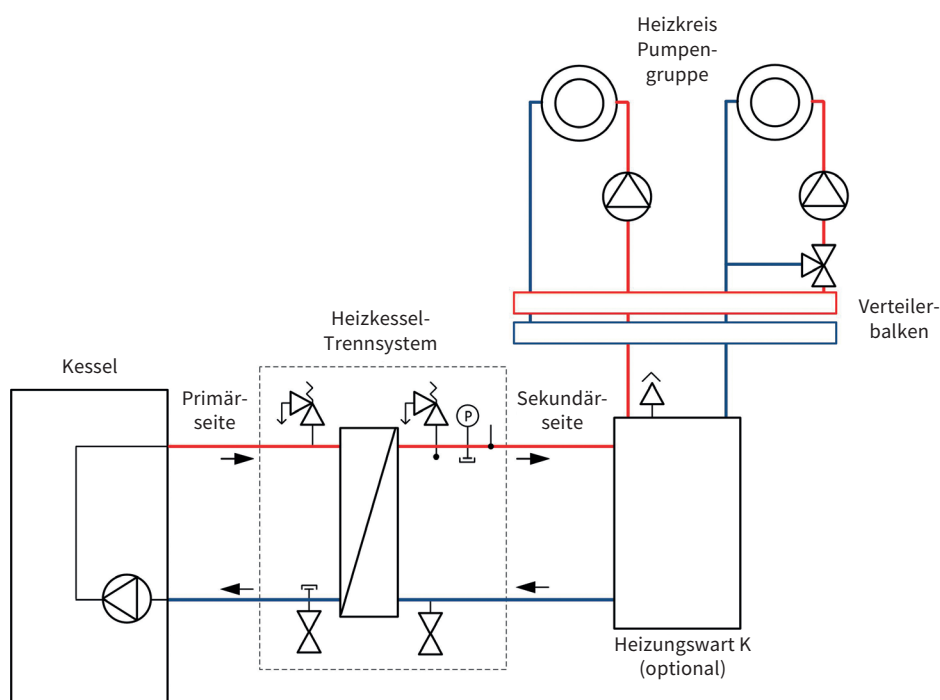 Heizkreis
Pumpen-
gruppe
Verteiler-
balken
Heizkessel-
Trennsystem
Kessel
Primär-
seite
P
Sekundär-
seite
Heizungswart K
(optional)